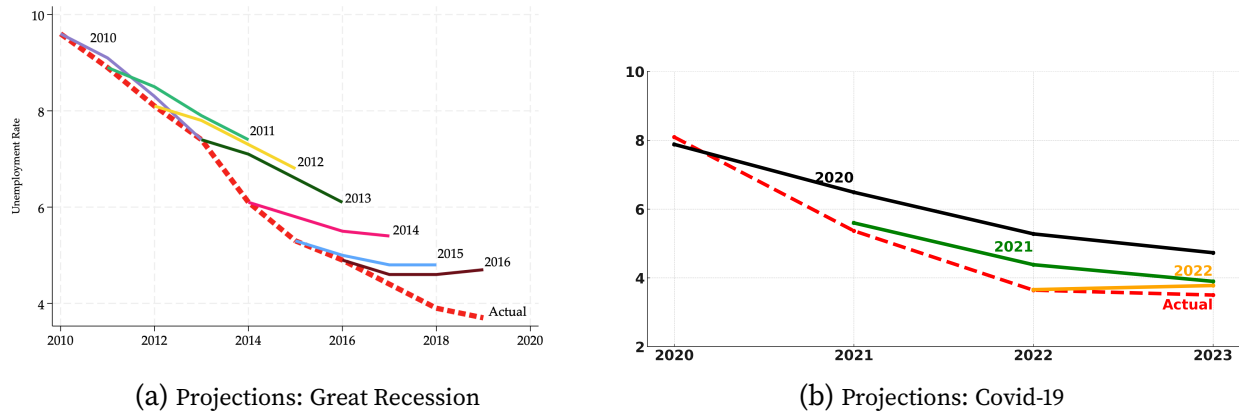 10
8
6
4
Unemployment Rate
2010
2011
2012
2013
2014
2015
2016
Actual
2010 2012 2014 2016 2018 2020
(a) Projections: Great Recession
10
8
6
4
2
2020
2021
2022
Actual
2020 2021 2022 2023
(b) Projections: Covid-19